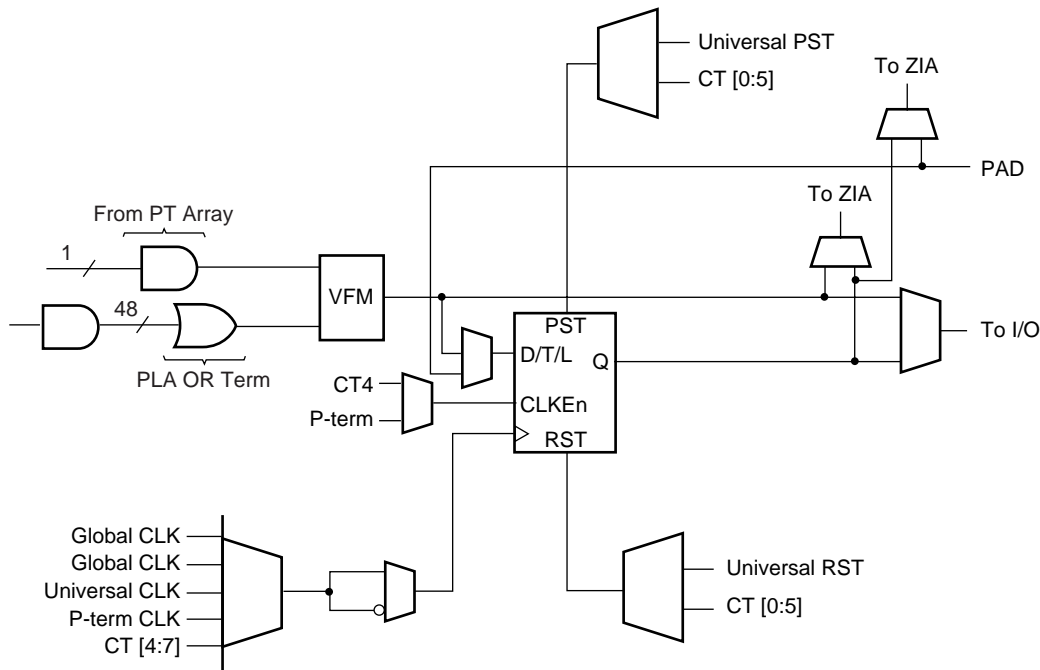 Universal PST
CT [0:5]
To ZIA
PAD
To ZIA
From PT Array
1
VFM
48
PLA OR Term
PST
D/T/L
Q
CLKEn
RST
To I/O
CT4
P-term
Global CLK
Global CLK
Universal CLK
P-term CLK
CT [4:7]
Universal RST
CT [0:5]